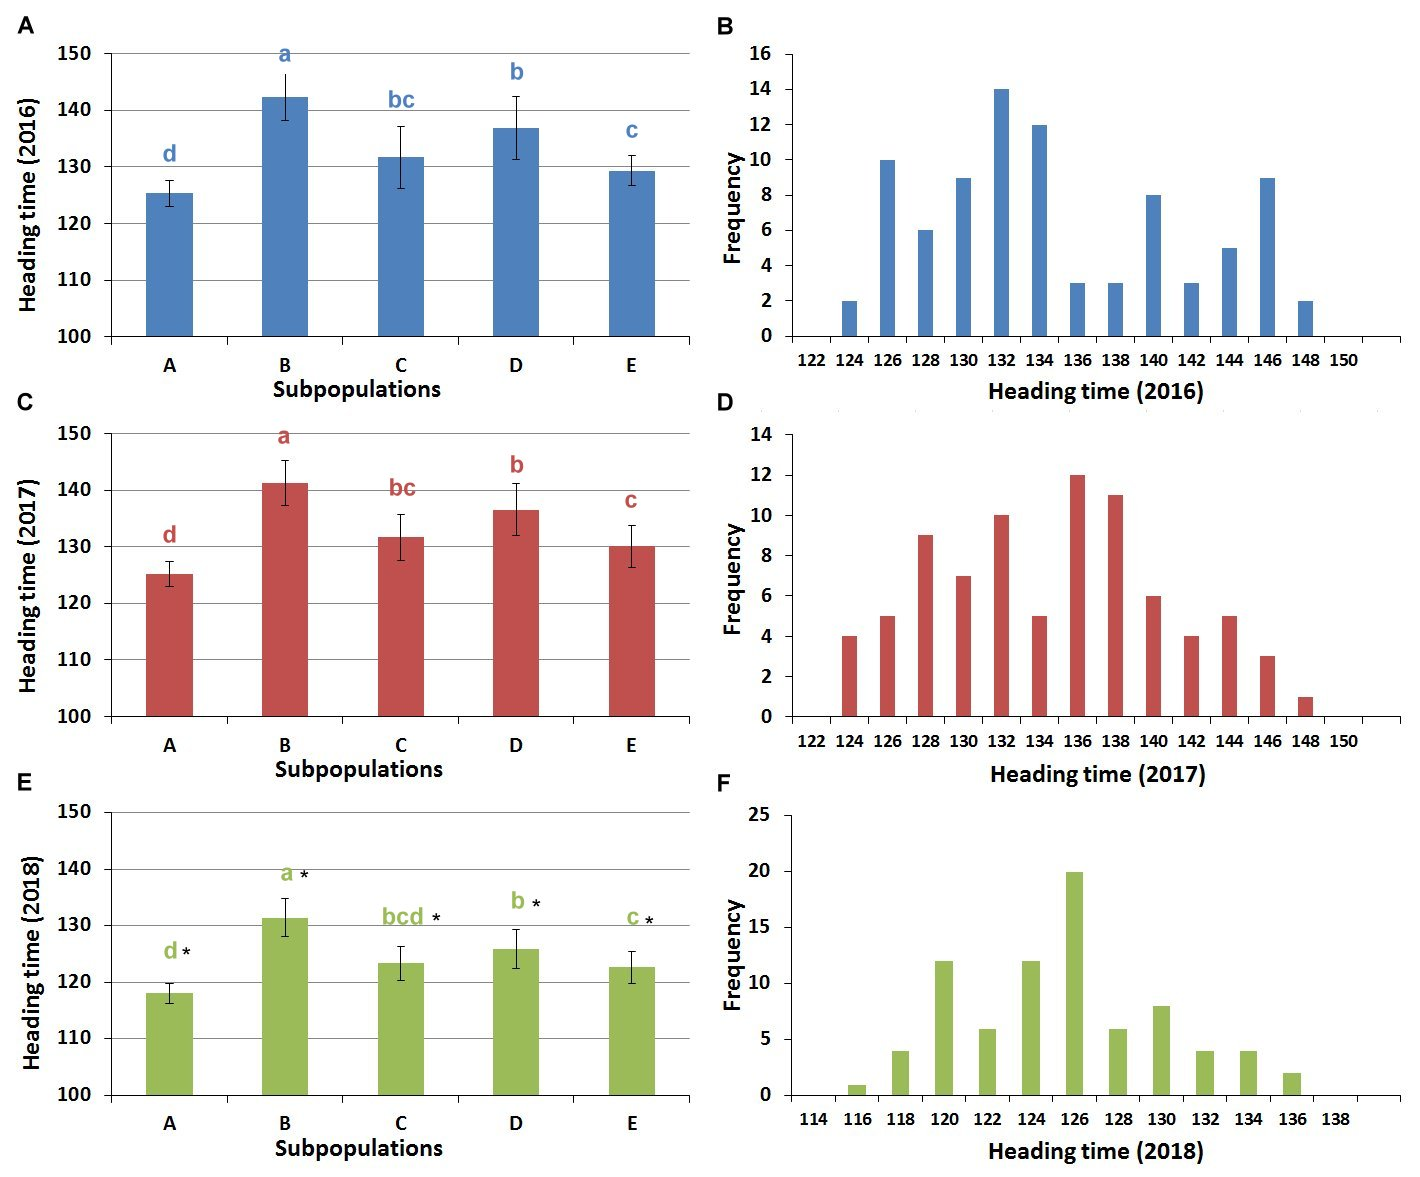 A
150
140
130
120
110
100
Heading time (2016)
d
a
bc
b
c
A B C D E
Subpopulations
B
16
14
12
10
8
6
4
2
0
Frequency
122 124 126 128 130 132 134 136 138 140 142 144 146 148 150
Heading time (2016)
C
150
140
130
120
110
100
Heading time (2017)
d
a
bc
b
c
A B C D E
Subpopulations
D
14
12
10
8
6
4
2
0
Frequency
122 124 126 128 130 132 134 136 138 140 142 144 146 148 150
Heading time (2017)
E
150
140
130
120
110
100
Heading time (2018)
d *
a *
bcd *
b *
c *
A B C D E
Subpopulations
F
25
20
15
10
5
0
Frequency
114 116 118 120 122 124 126 128 130 132 134 136 138
Heading time (2018)